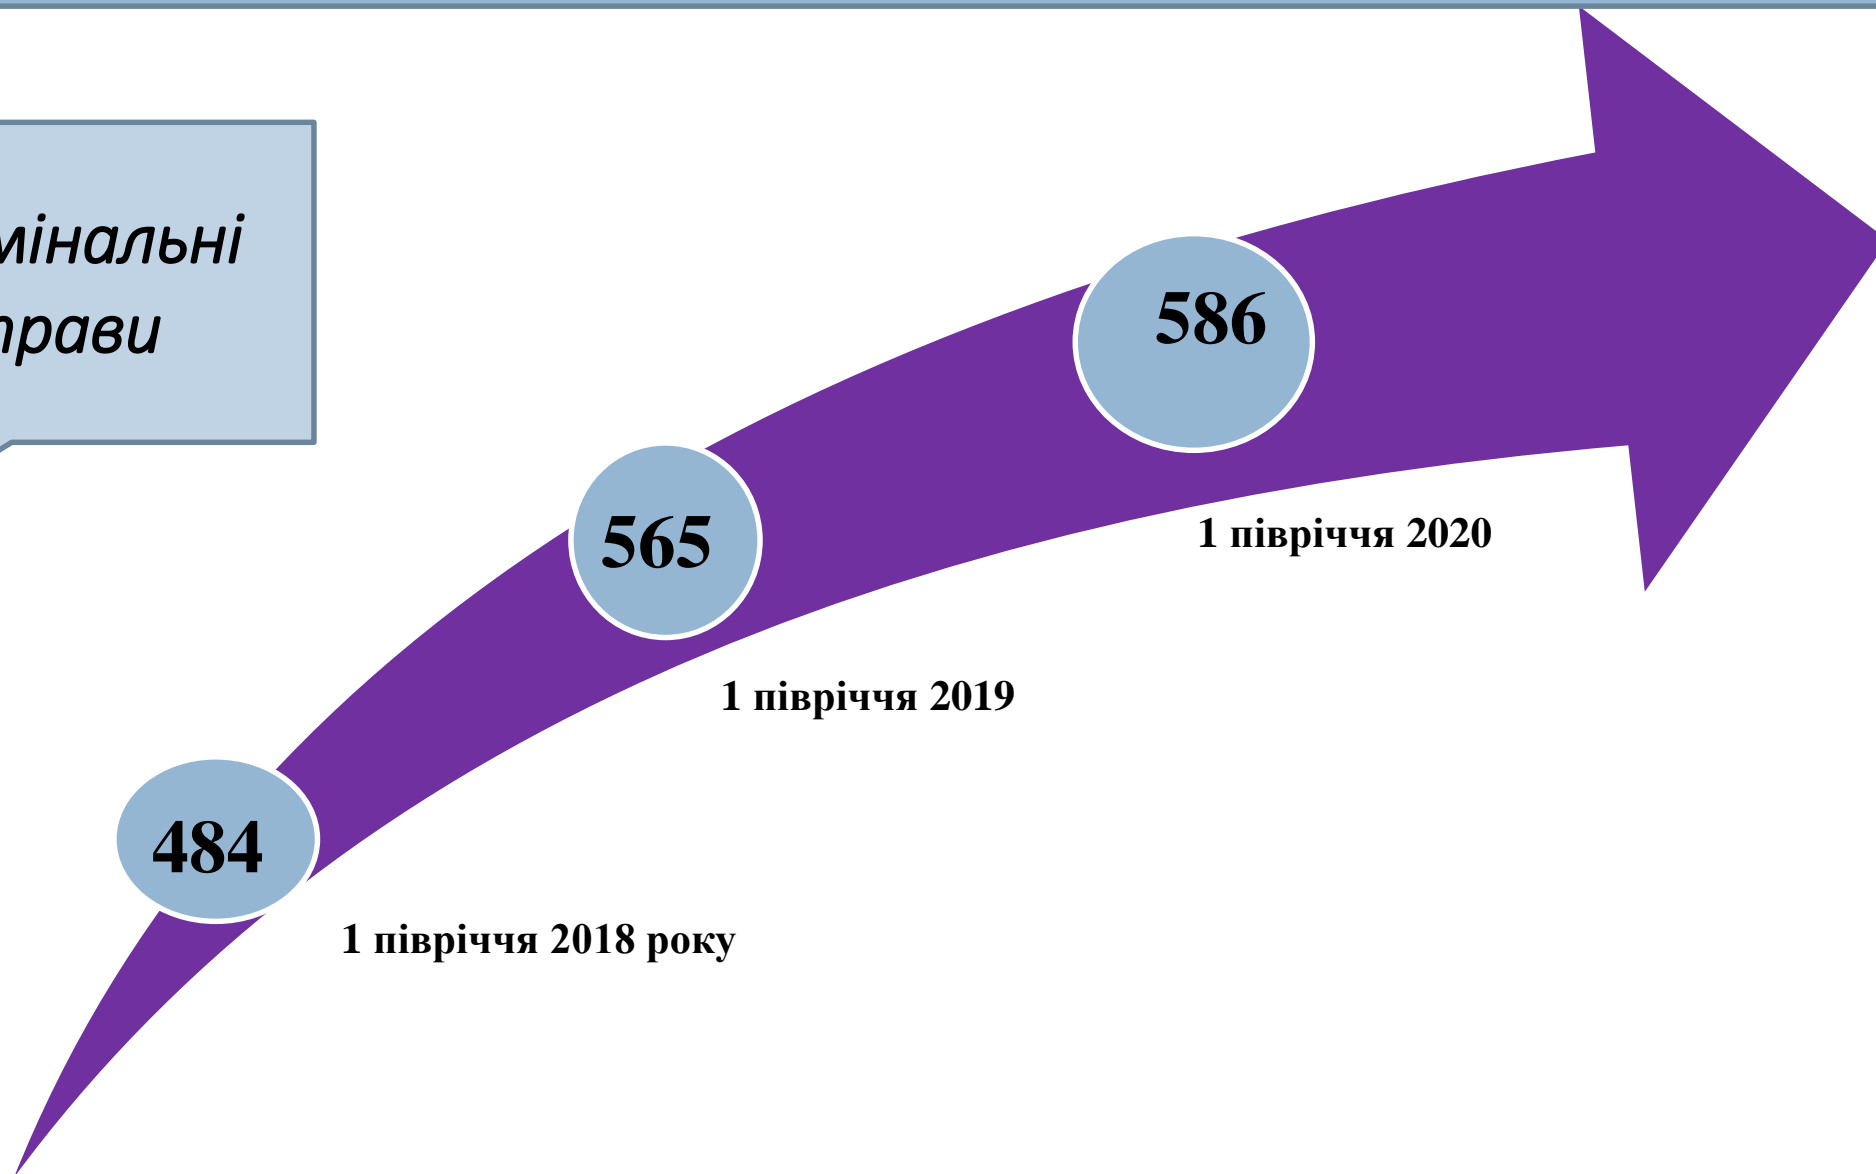 мінальні
прави
586
565
1 півріччя 2020
1 півріччя 2019
484
1 півріччя 2018 року